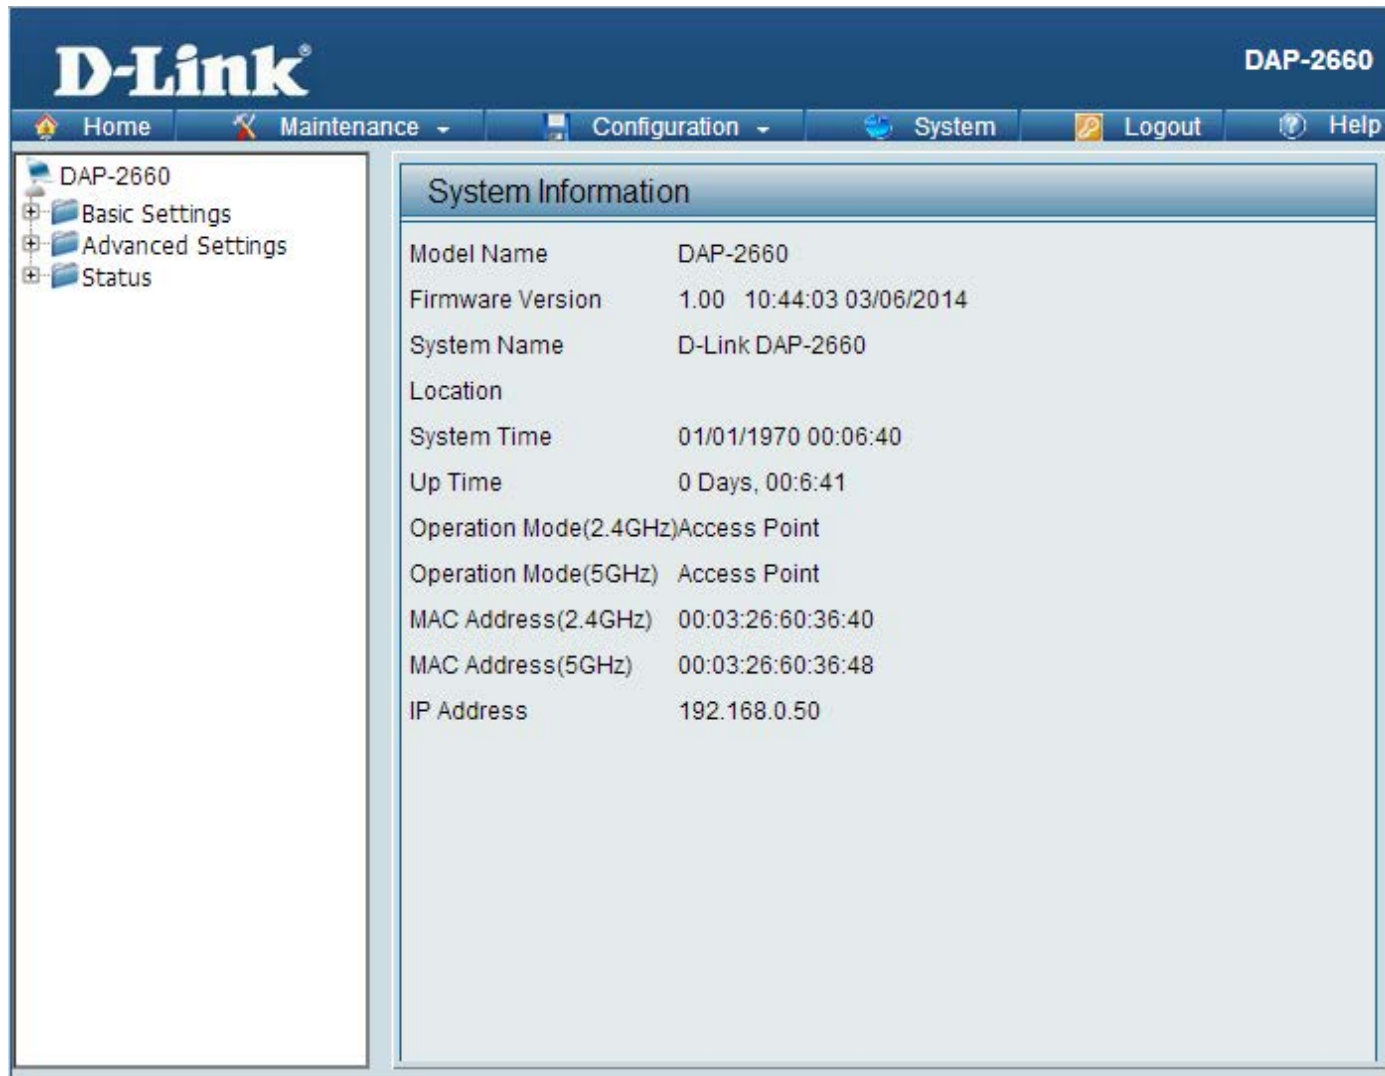 D-Link®
DAP-2660
Home Maintenance Configuration System Logout Help
DAP-2660
Basic Settings
Advanced Settings
Status
System Information
Model Name DAP-2660
Firmware Version 1.00 10:44:03 03/06/2014
System Name D-Link DAP-2660
Location
System Time 01/01/1970 00:06:40
Up Time 0 Days, 00:6:41
Operation Mode(2.4GHz)Access Point
Operation Mode(5GHz) Access Point
MAC Address(2.4GHz) 00:03:26:60:36:40
MAC Address(5GHz) 00:03:26:60:36:48
IP Address 192.168.0.50